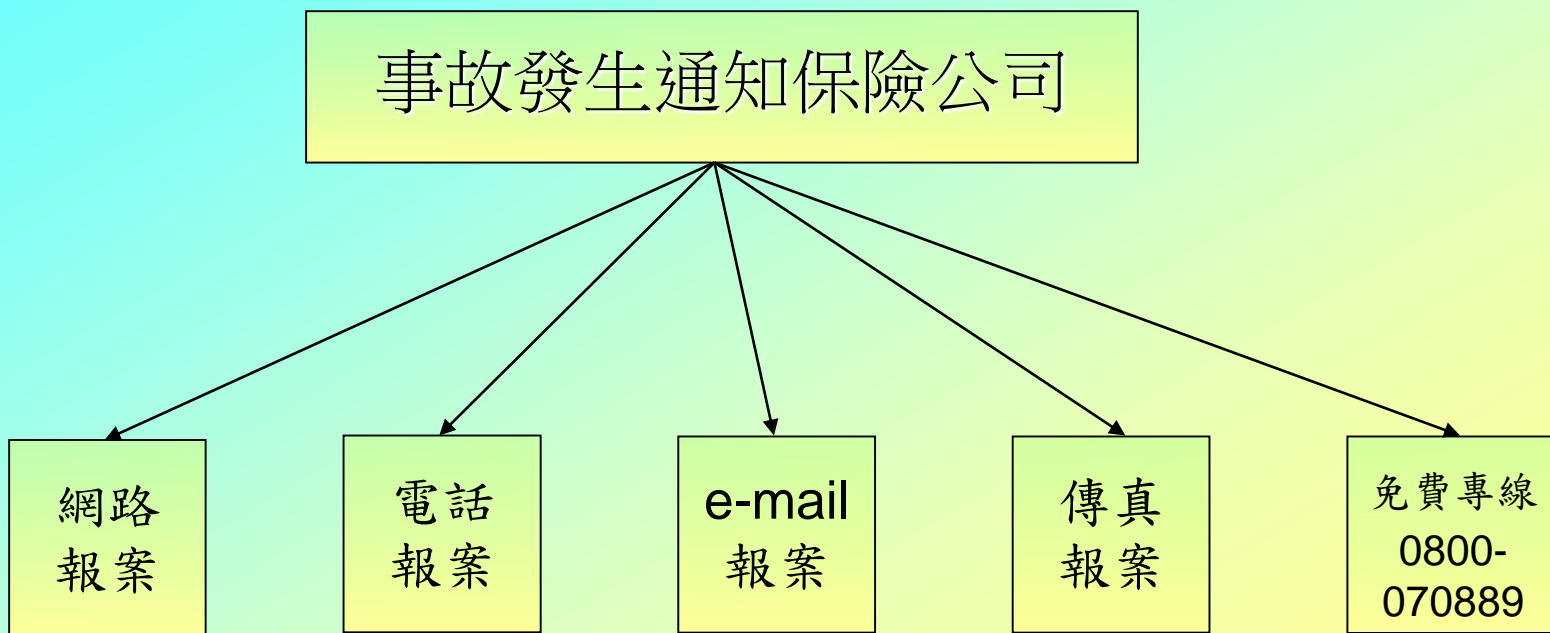 事故發生通知保險公司
網路
報案
電話
報案
e-mail
報案
傳真
報案
免費專線
0800-
070889